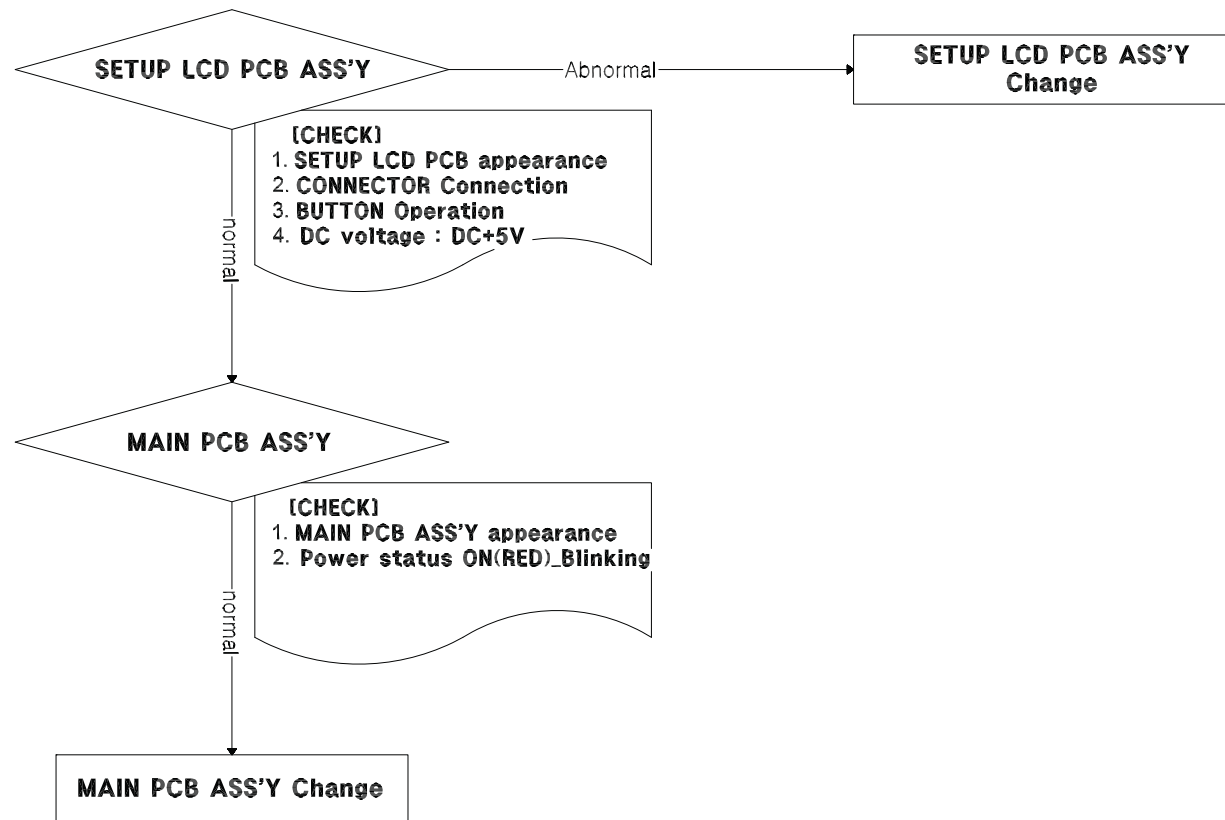 SETUP LCD PCB ASS'Y
Abnormal
SETUP LCD PCB ASS'Y
Change
[CHECK]
1. SETUP LCD PCB appearance
2. CONNECTOR Connection
3. BUTTON Operation
4. DC voltage : DC+5V
normal
MAIN PCB ASS'Y
[CHECK]
1. MAIN PCB ASS'Y appearance
2. Power status ON(RED)_Blinking
normal
MAIN PCB ASS'Y Change